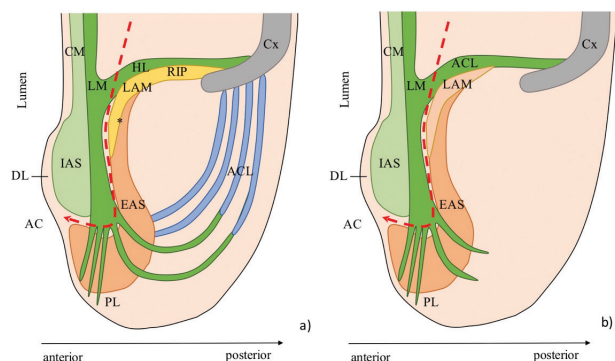 CM
Cx
HL
RIP
LM
LAM
*
Lumen
IAS
ACL
DL
EAS
AC
PL
a)
anterior
posterior
CM
Cx
ACL
LM
LAM
Lumen
IAS
DL
EAS
AC
PL
b)
anterior
posterior